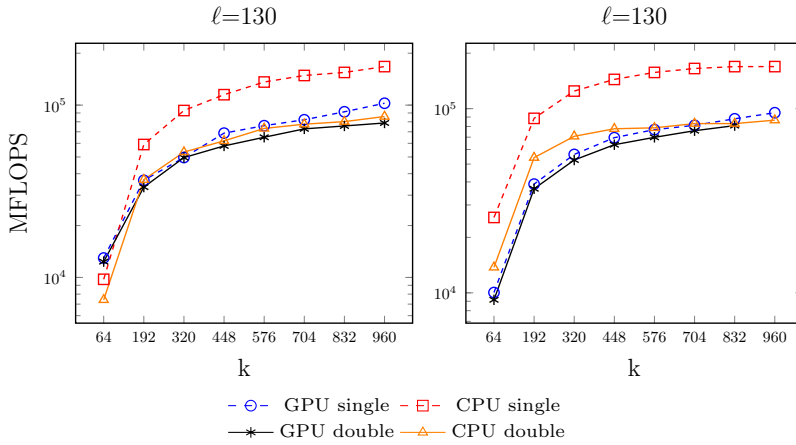 ℓ=130
ℓ=130
MFLOPS
10^5
10^4
64 192 320 448 576 704 832 960
k
10^5
10^4
64 192 320 448 576 704 832 960
k
GPU single CPU single
GPU double CPU double